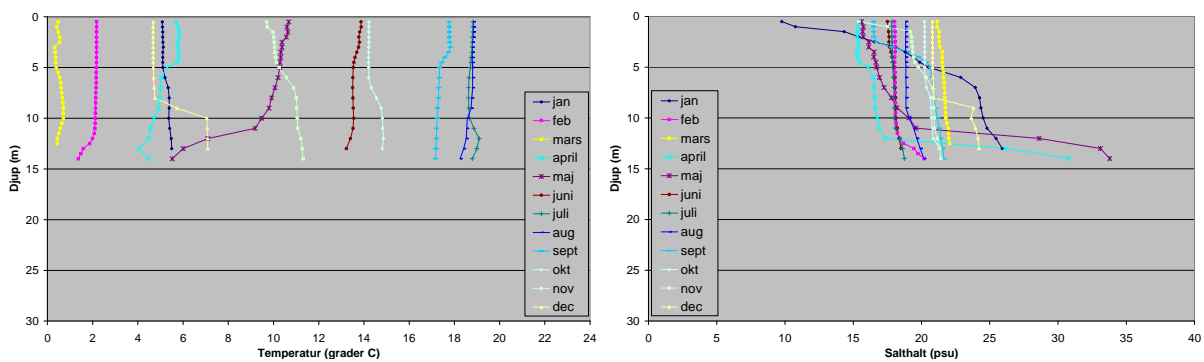 0
5
10
15
20
25
30
Djup (m)
0 2 4 6 8 10 12 14 16 18 20 22 24
Temperatur (grader C)
jan
feb
mars
april
maj
juni
juli
aug
sept
okt
nov
dec
0
5
10
15
20
25
30
Djup (m)
0 5 10 15 20 25 30 35 40
Salthalt (psu)
jan
feb
mars
april
maj
juni
juli
aug
sept
okt
nov
dec